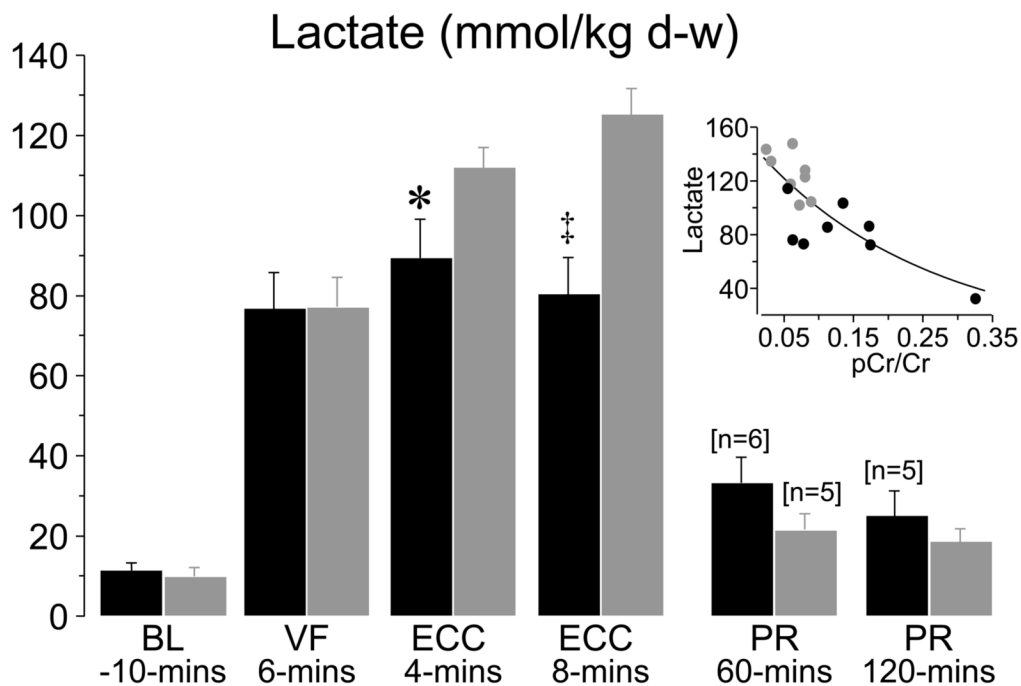 Lactate (mmol/kg d-w)
140
120
100
80
60
40
20
0
*
‡
160
120
80
40
Lactate
0.05 0.15 0.25 0.35
pCr/Cr
[n=6]
[n=5]
[n=5]
BL VF ECC ECC PR PR
-10-mins 6-mins 4-mins 8-mins 60-mins 120-mins